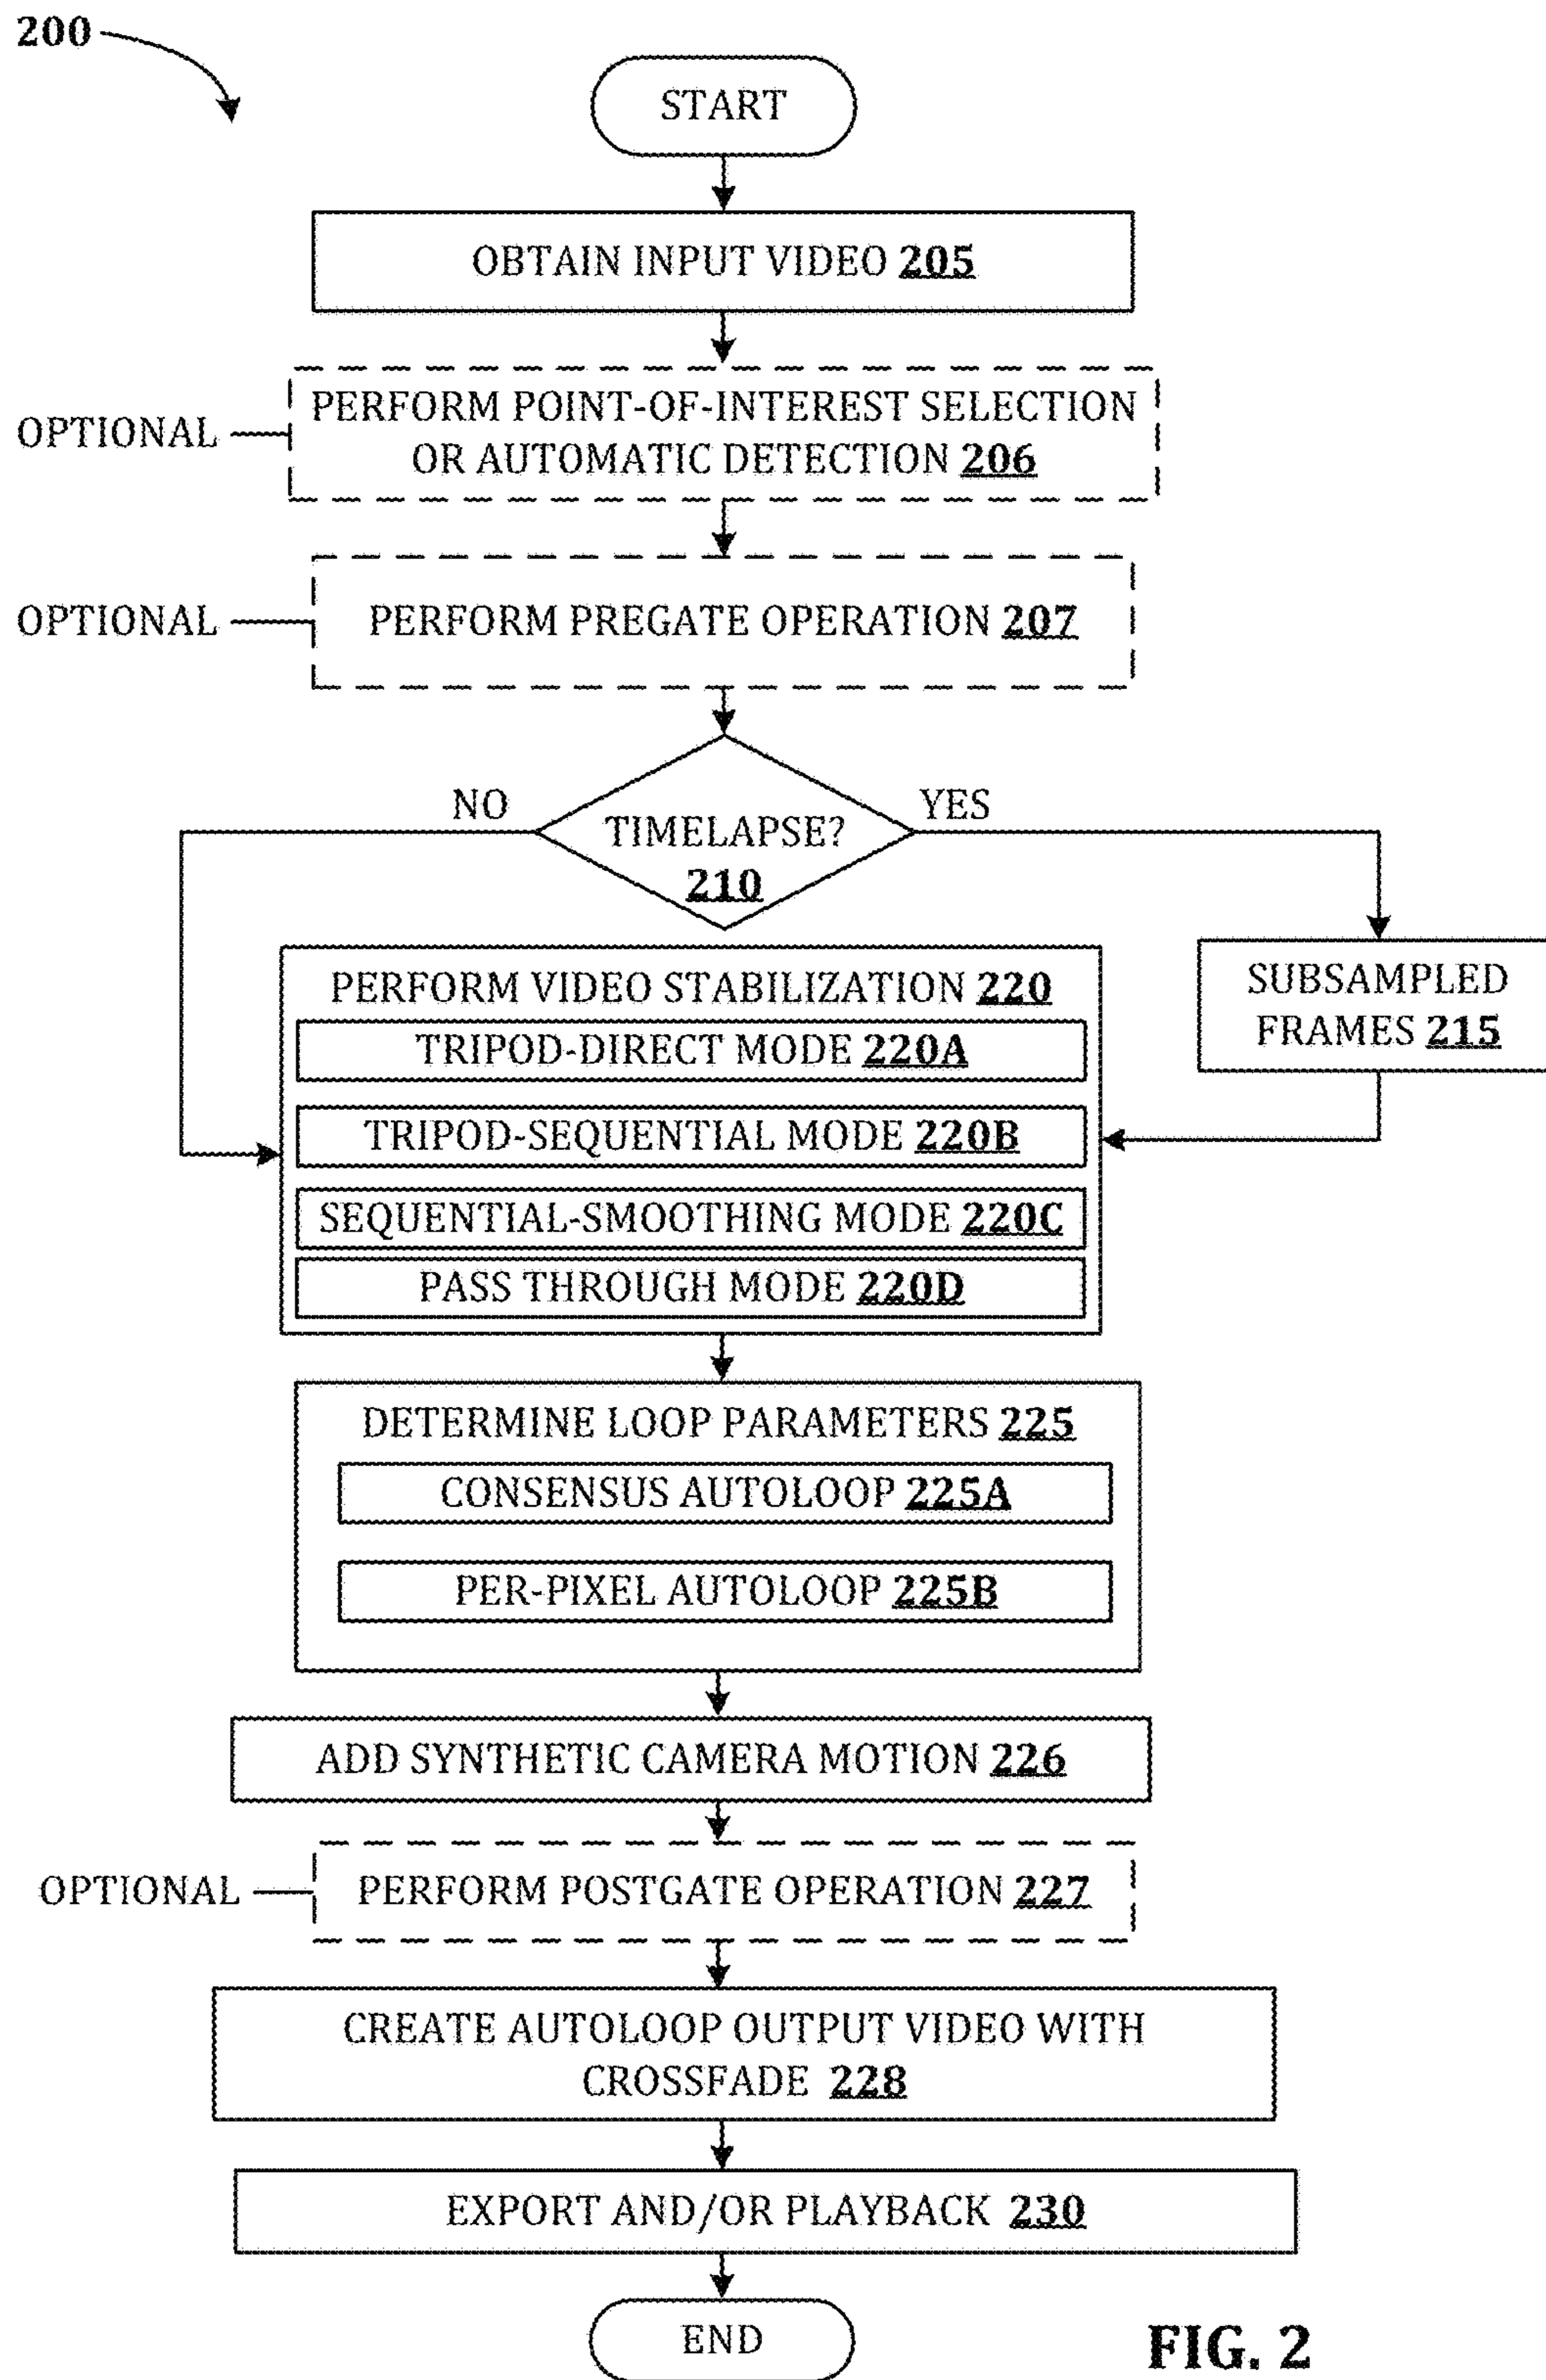 200
START
OBTAIN INPUT VIDEO 205
OPTIONAL
PERFORM POINT-OF-INTEREST SELECTION
OR AUTOMATIC DETECTION 206
OPTIONAL
PERFORM PREGATE OPERATION 207
NO
YES
TIMELAPSE?
210
SUBSAMPLED
FRAMES 215
PERFORM VIDEO STABILIZATION 220
TRIPOD-DIRECT MODE 220A
TRIPOD-SEQUENTIAL MODE 220B
SEQUENTIAL-SMOOTHING MODE 220C
PASS THROUGH MODE 220D
DETERMINE LOOP PARAMETERS 225
CONSENSUS AUTOLOOP 225A
PER-PIXEL AUTOLOOP 225B
ADD SYNTHETIC CAMERA MOTION 226
OPTIONAL
PERFORM POSTGATE OPERATION 227
CREATE AUTOLOOP OUTPUT VIDEO WITH
CROSSFADE 228
EXPORT AND/OR PLAYBACK 230
END
FIG. 2